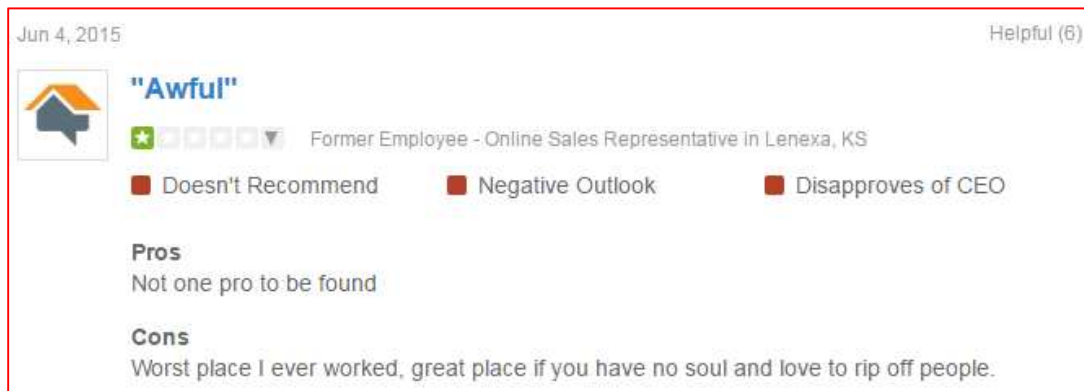 Jun 4, 2015 Helpful (6)
"Awful"
Former Employee - Online Sales Representative in Lenexa, KS
Doesn't Recommend Negative Outlook Disapproves of CEO
Pros
Not one pro to be found
Cons
Worst place I ever worked, great place if you have no soul and love to rip off people.